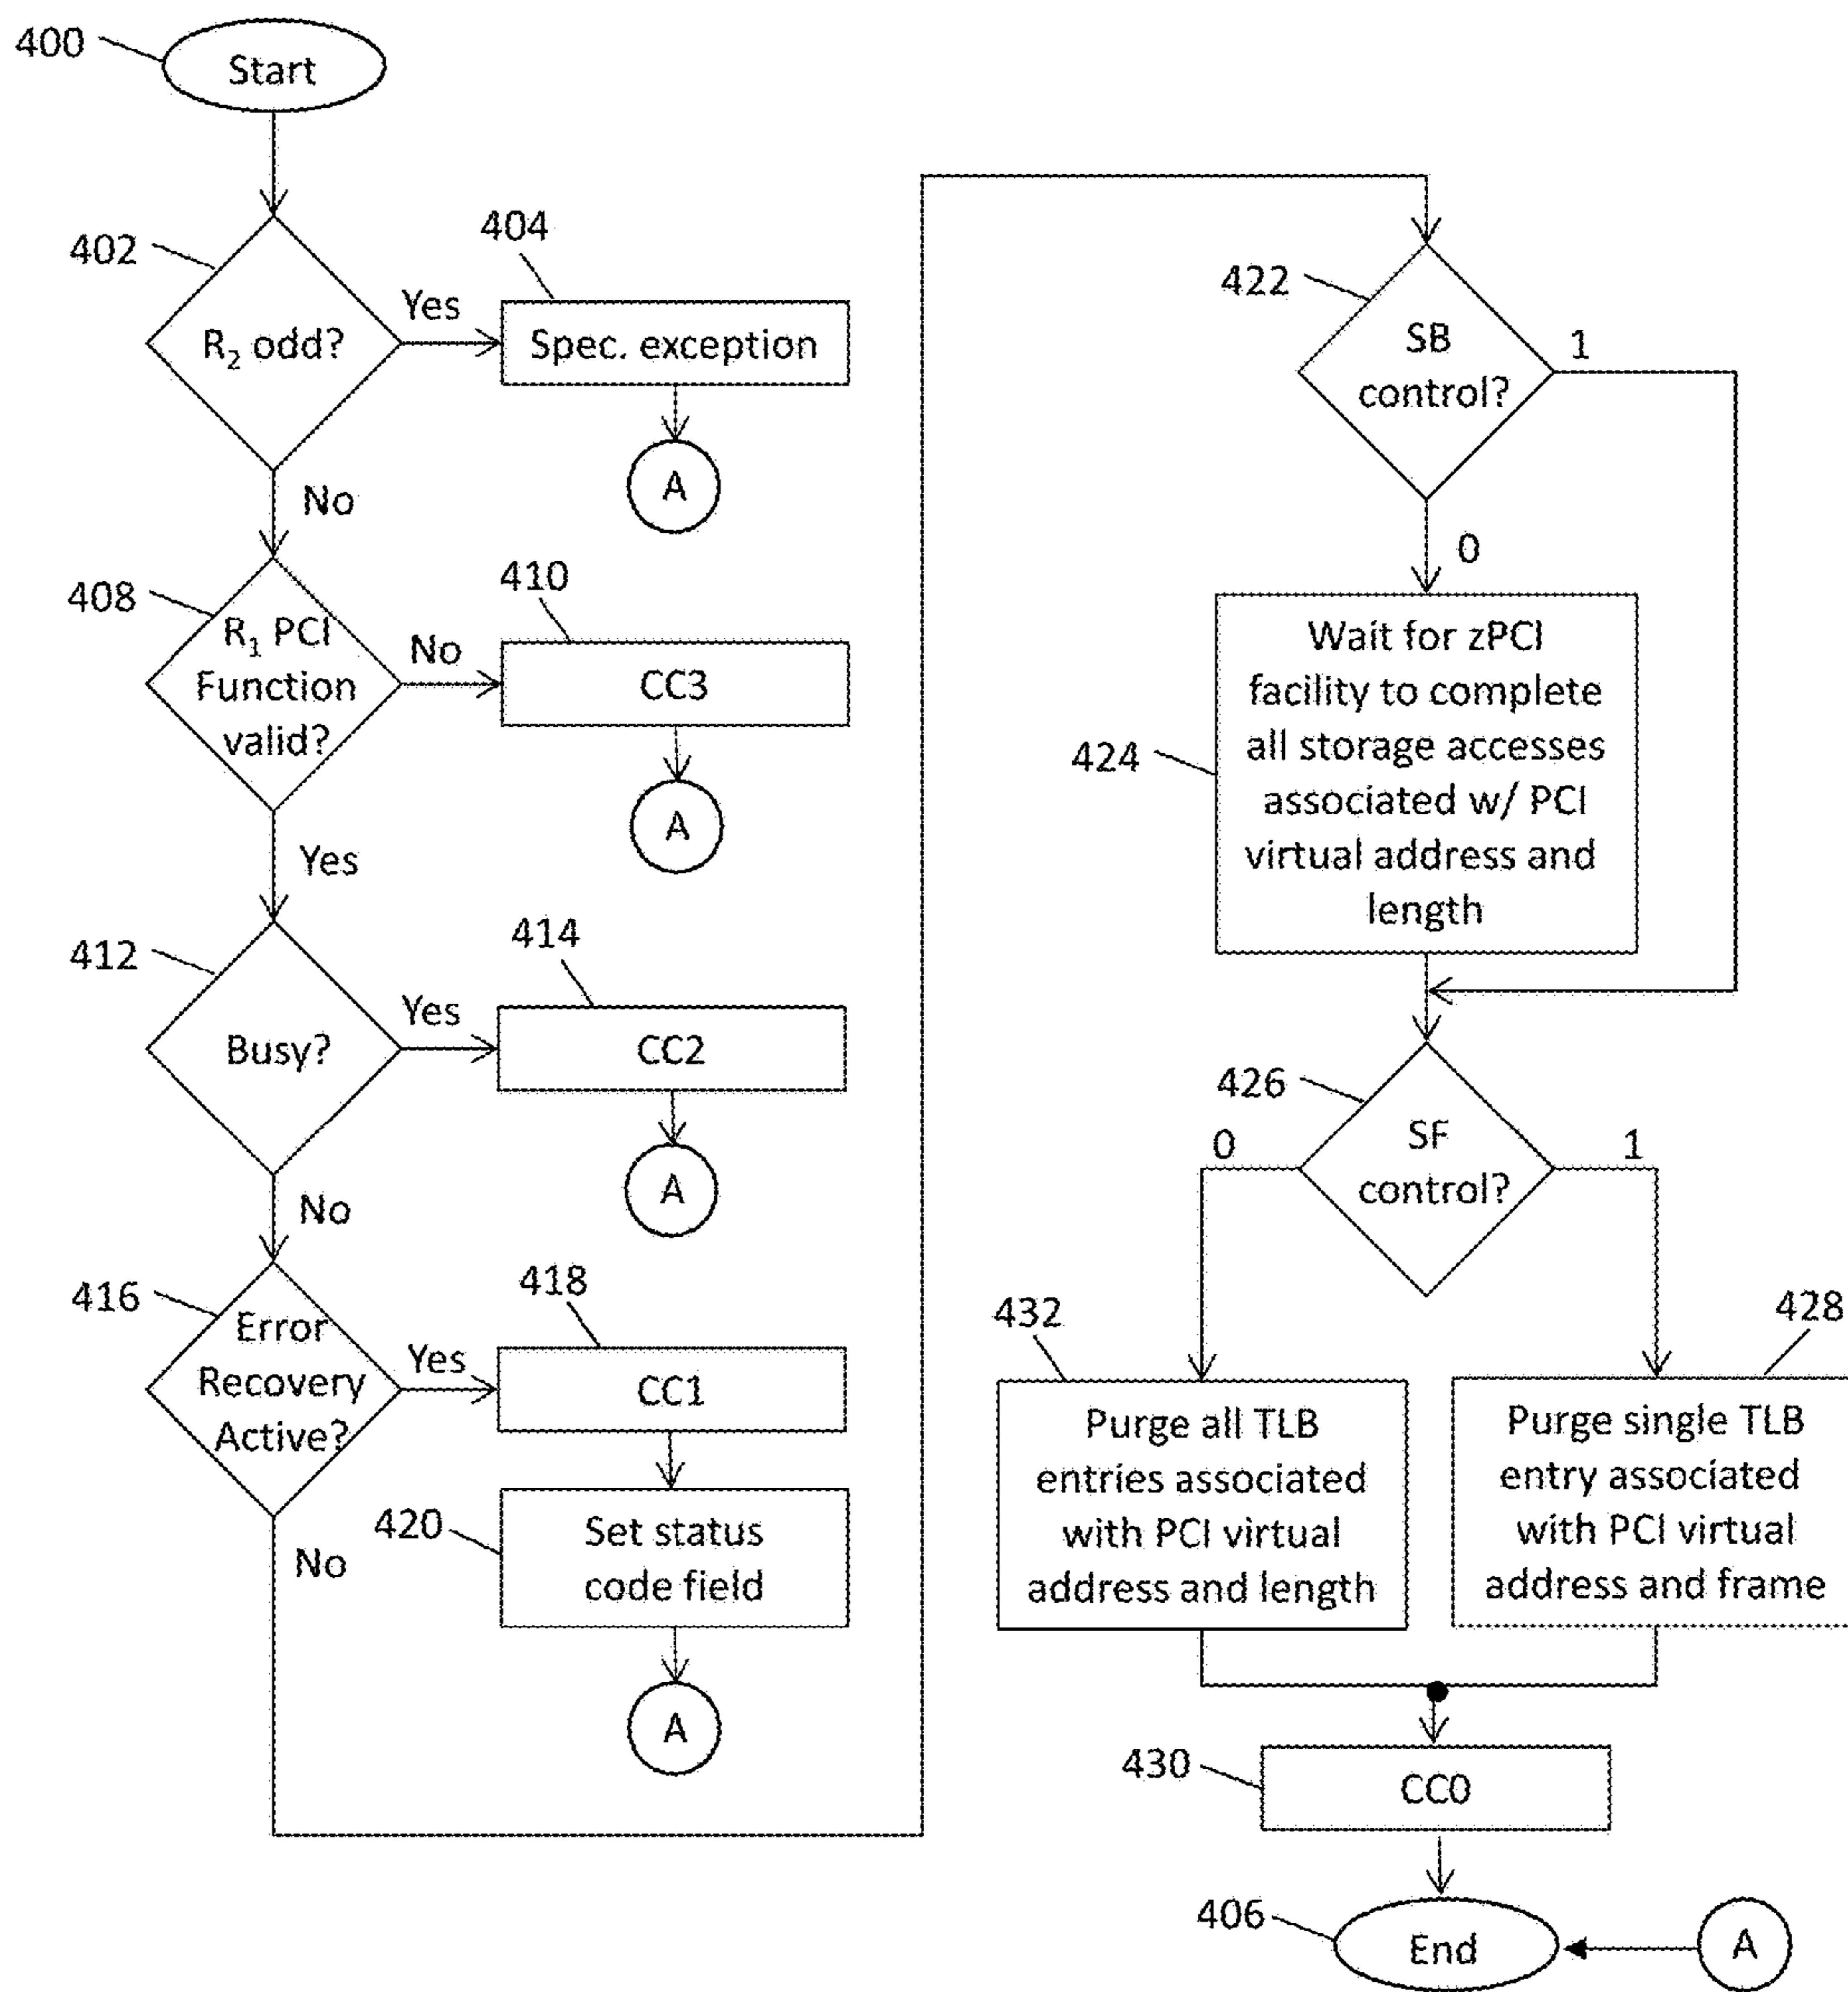 400
Start
402
R₂ odd?
Yes
404
Spec. exception
A
No
408
R₁ PCI
Function
valid?
No
410
CC3
A
Yes
412
Busy?
Yes
414
CC2
A
No
416
Error
Recovery
Active?
Yes
418
CC1
420
Set status
code field
A
No
422
SB
control?
1
0
424
Wait for zPCI
facility to complete
all storage accesses
associated w/ PCI
virtual address and
length
426
SF
control?
0
1
432
Purge all TLB
entries associated
with PCI virtual
address and length
428
Purge single TLB
entry associated
with PCI virtual
address and frame
430
CC0
406
End
A